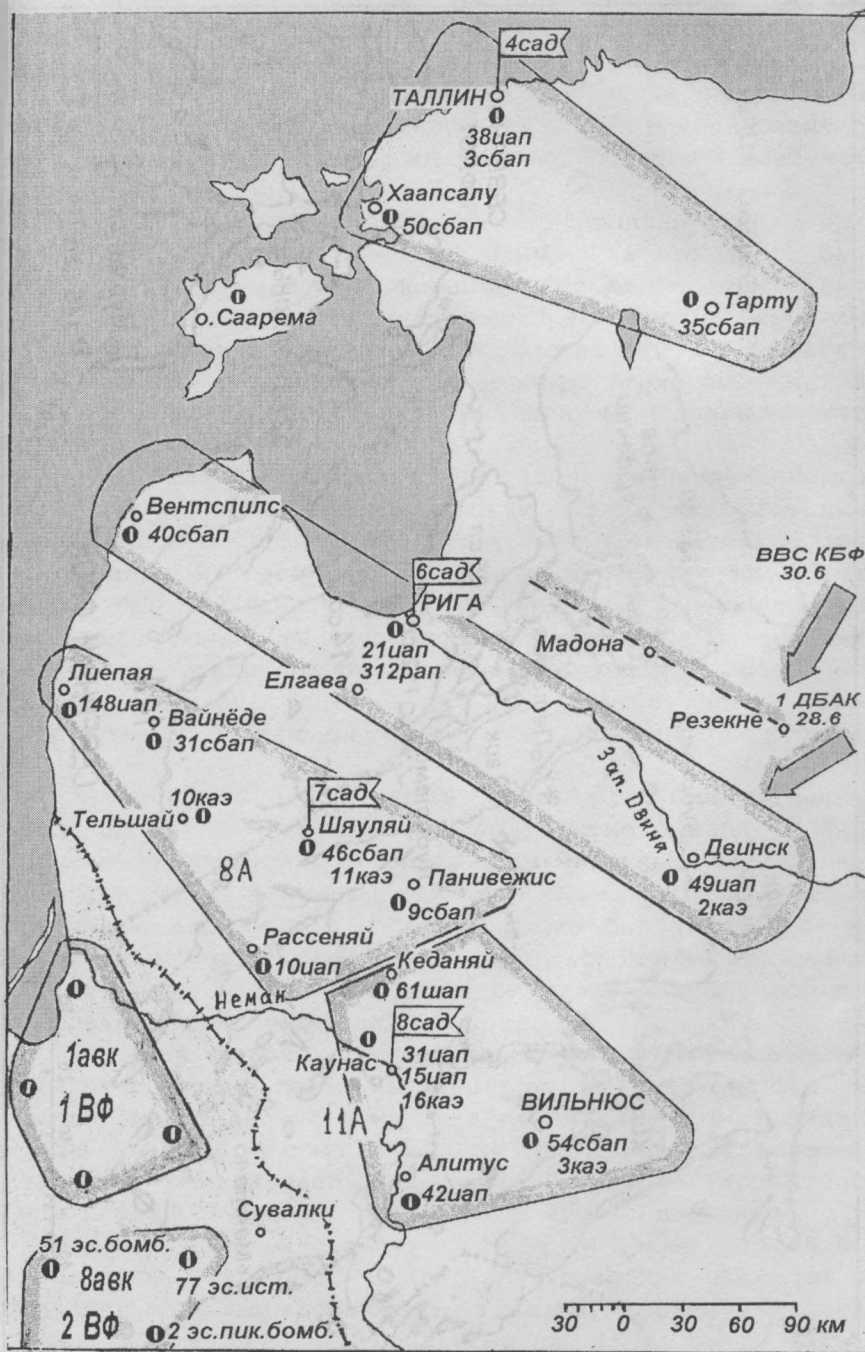 4сад
ТАЛЛИН
38иап
3сбап
Хаапсалу
50сбап
Тарту
35сбап
о.Саарема
Вентспилс
40сбап
ВВС КБФ
30.6
6сад
РИГА
21иап
312рап
Мадона
Лиепая
148иап
Елгава
1 ДБАК
28.6
Резекне
Вайнёде
31сбап
Зап. Двина
10каэ
Тельшай
7сад
Шяуляй
46сбап
11каэ
8А
Двинск
49иап
2каэ
Паниевежис
9сбап
Рассеняй
10иап
Кеданяй
61шап
Неман
8сад
Каунас
31иап
15иап
16каэ
1авк
1 ВФ
11А
ВИЛЬНЮС
54сбап
3каэ
Алитус
42иап
Сувалки
51 эс.бомб.
8авк
77 эс.ист.
2 ВФ
2 эс.пик.бомб.
30 0 30 60 90 км